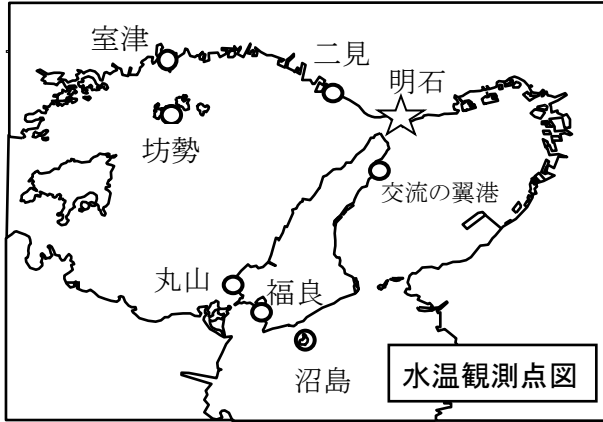 室津
二見
明石
坊勢
交流の翼港
丸山
福良
沼島
水温観測点図